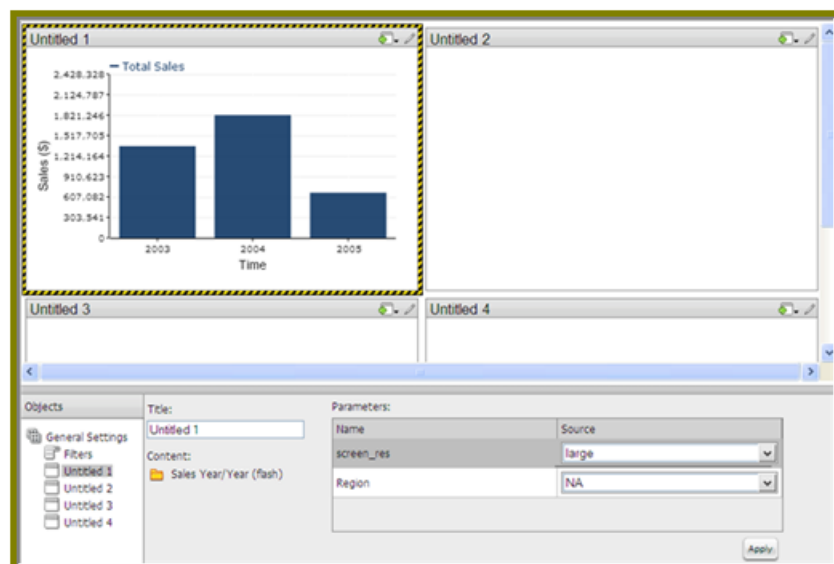 Untitled 1
Untitled 2
Total Sales
2.428.328
2.124.787
1.821.246
1.517.705
1.214.164
910.623
607.082
303.541
0
Sales ($)
2003 2004 2005
Time
Untitled 3
Untitled 4
Objects
General Settings
Filters
Untitled 1
Untitled 2
Untitled 3
Untitled 4
Title:
Untitled 1
Content:
Sales Year/Year (flash)
Parameters:
Name Source
screen_res large
Region NA
Apply